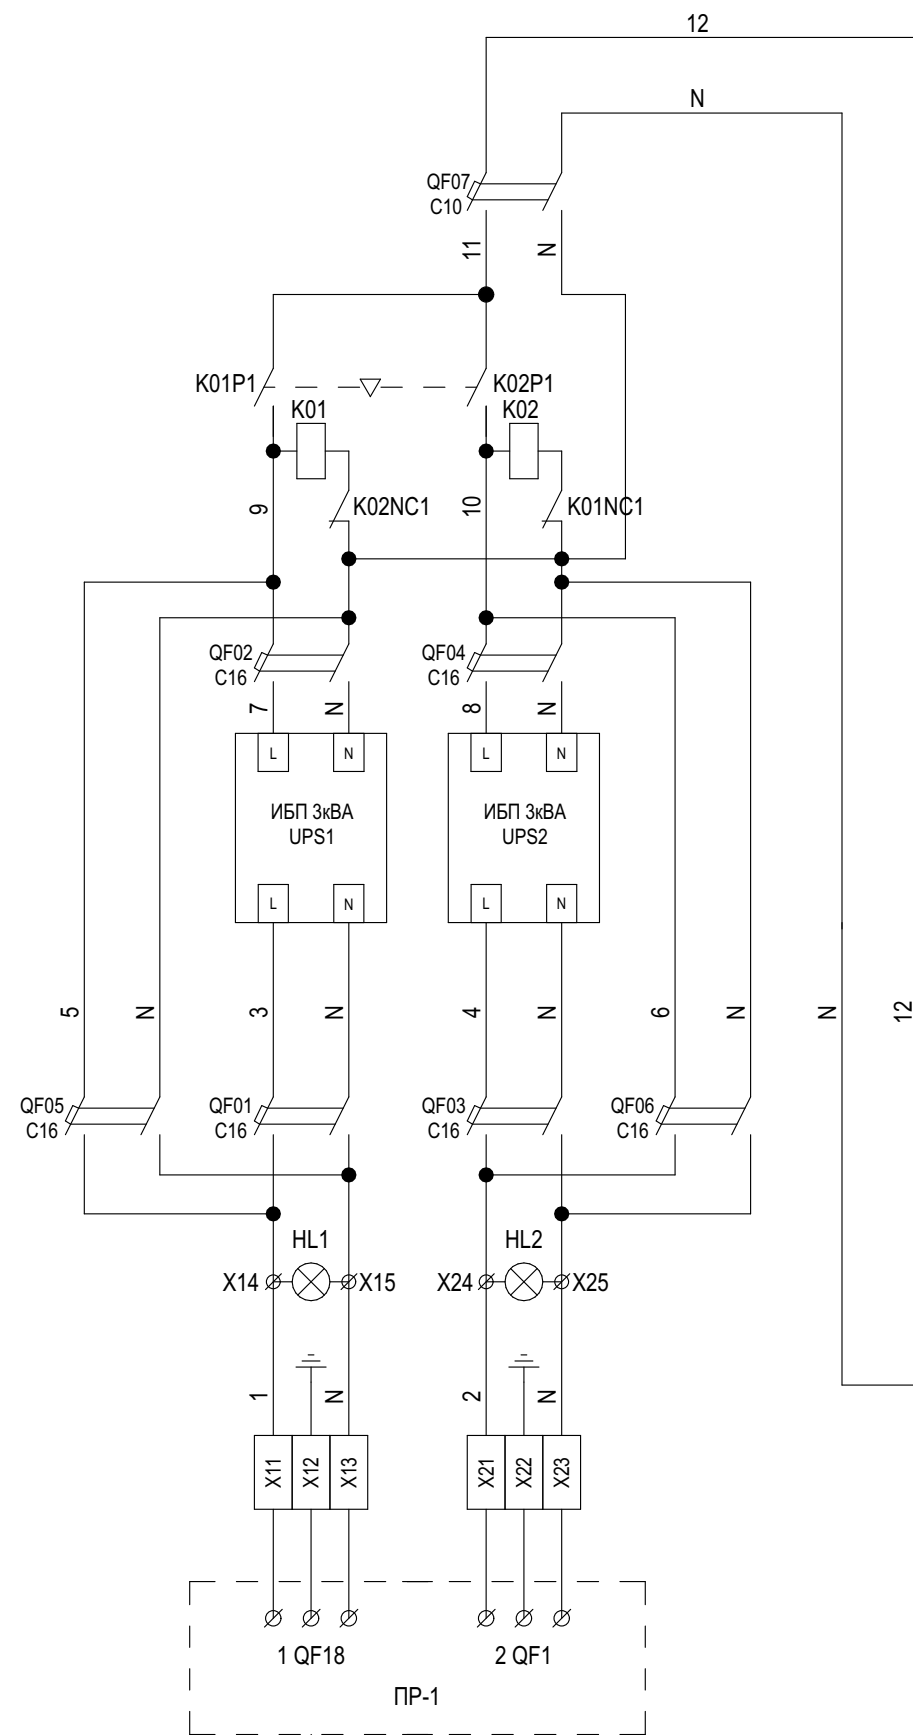 12
N
QF07
C10
11
N
K01P1
K02P1
K01
K02
9
K02NC1
10
K01NC1
QF02
C16
QF04
C16
7
N
8
N
L
N
L
N
ИБП 3кВА
UPS1
ИБП 3кВА
UPS2
L
N
L
N
5
N
3
N
4
N
6
N
N
12
QF05
C16
QF01
C16
QF03
C16
QF06
C16
HL1
HL2
X14
X15
X24
X25
1
N
2
N
X11
X12
X13
X21
X22
X23
1 QF18
2 QF1
ПР-1